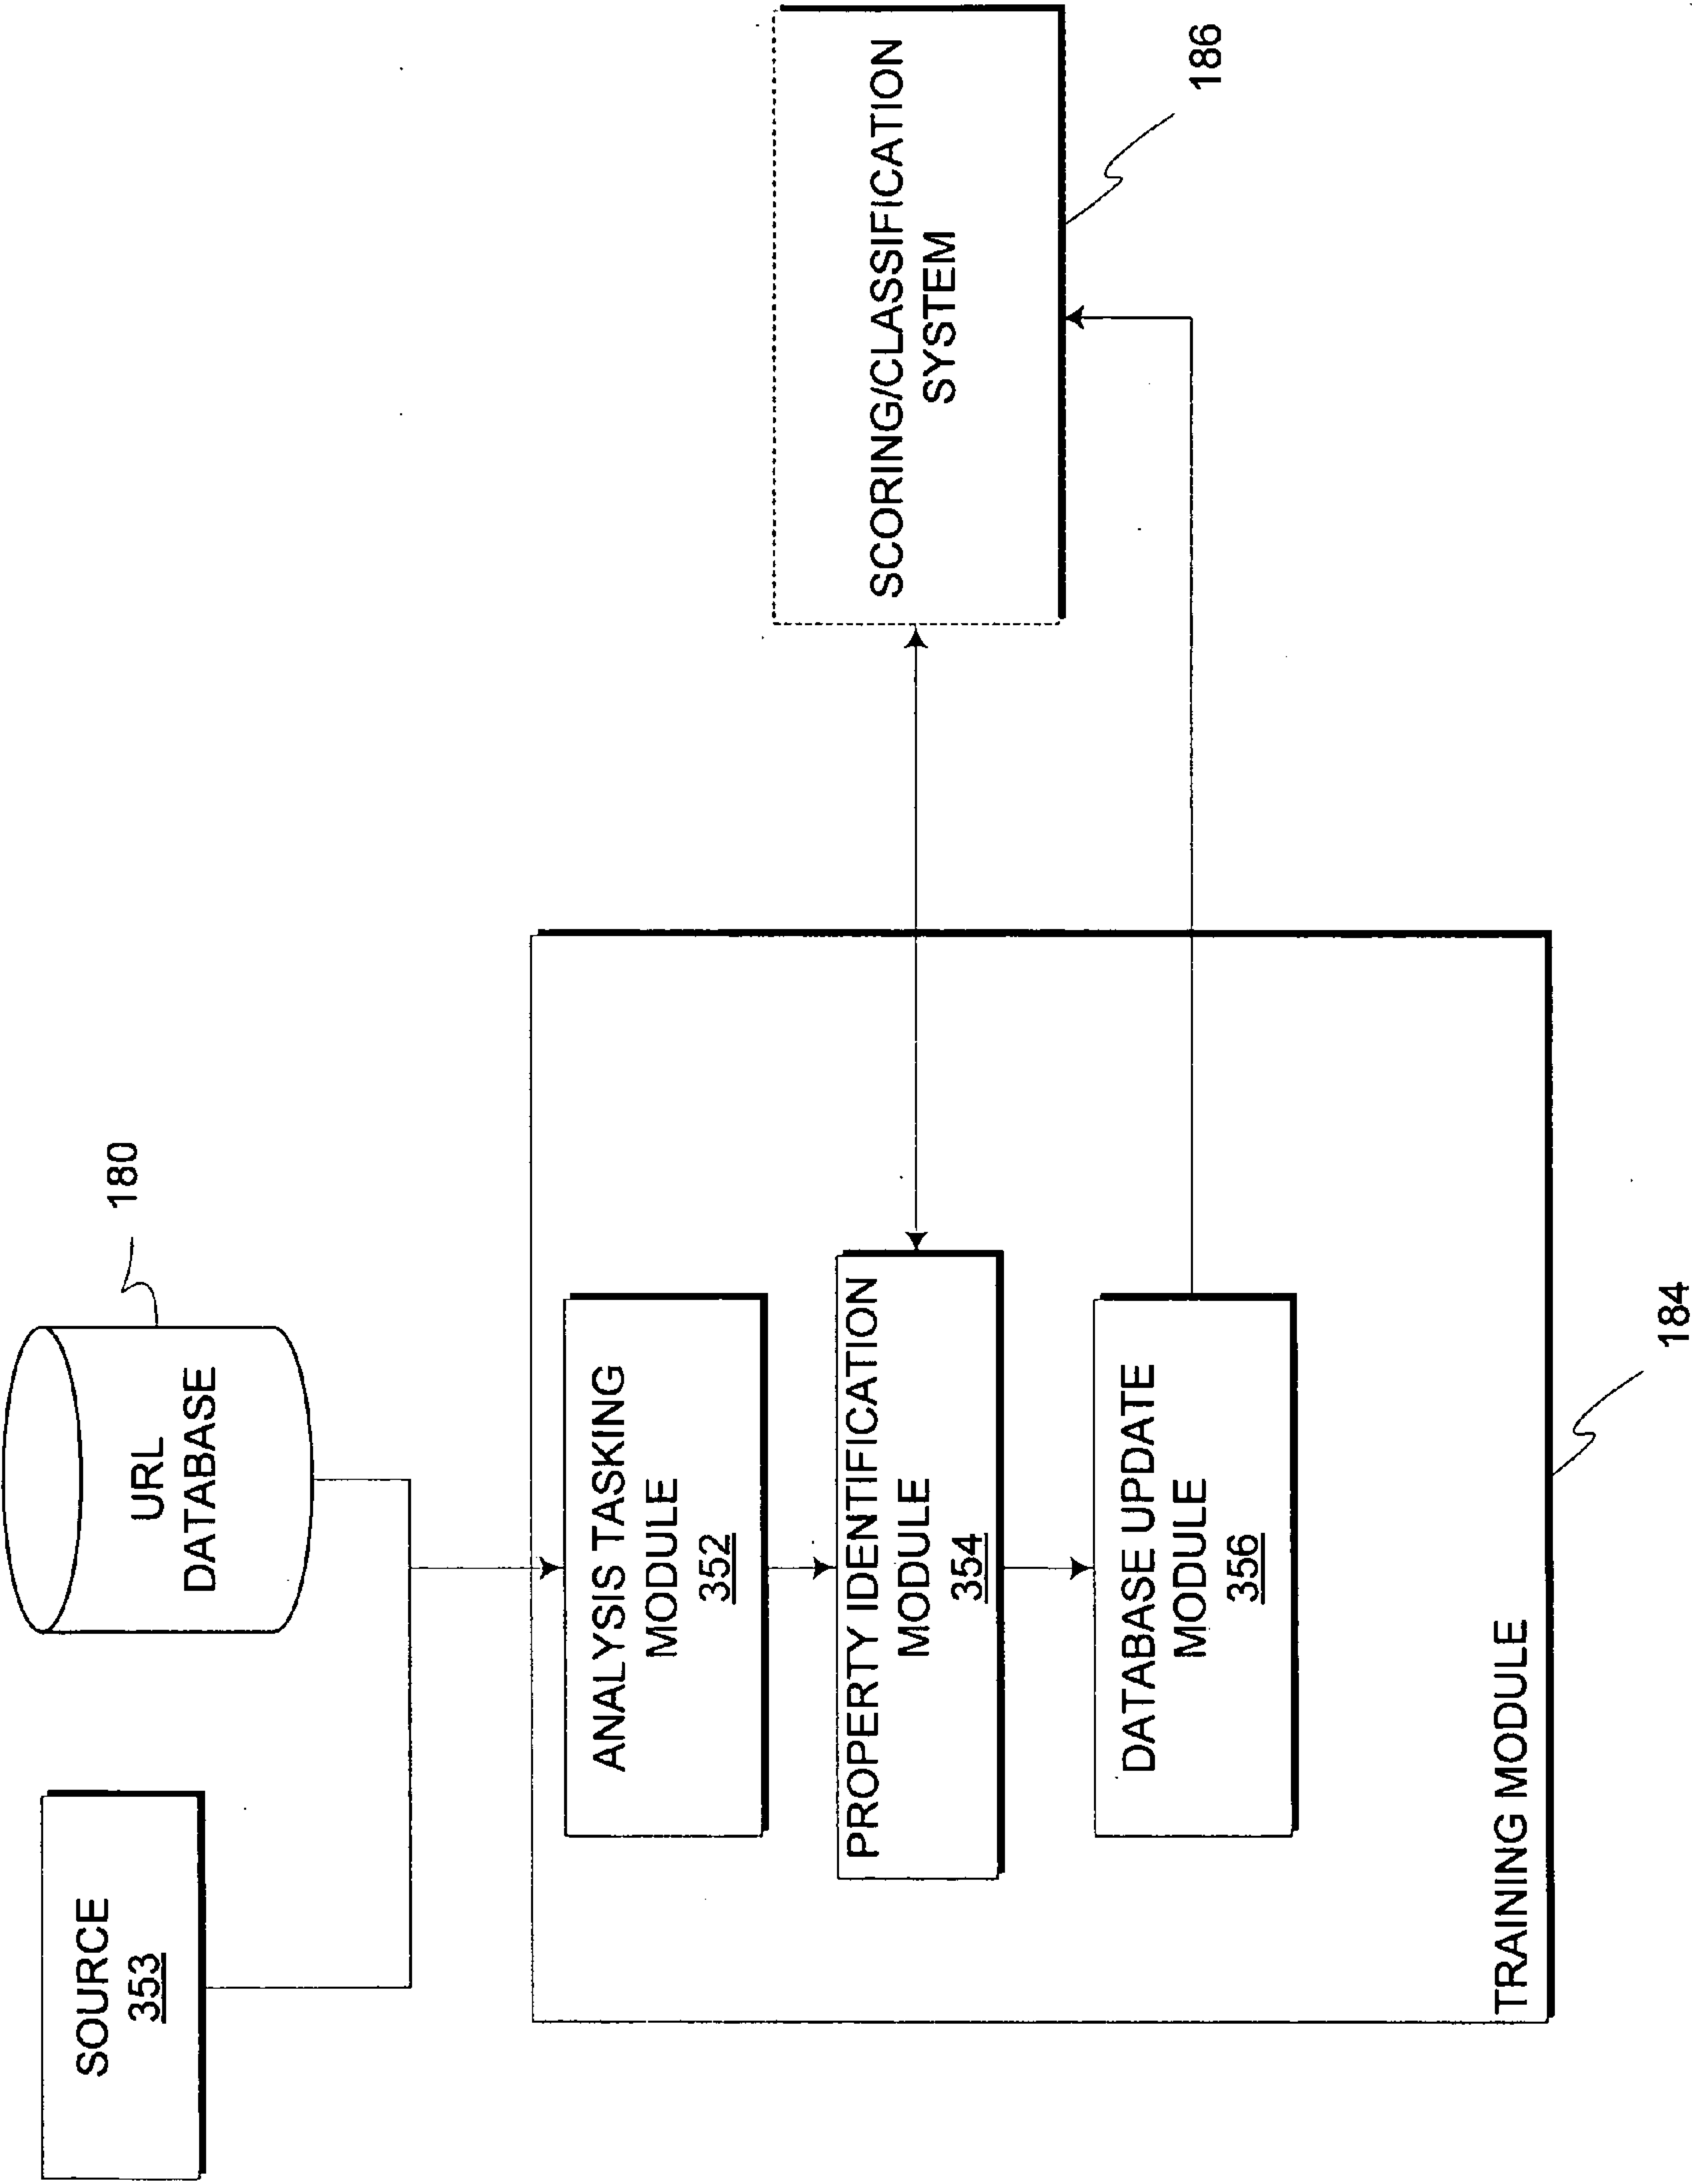 SOURCE
353
URL
DATABASE
180
ANALYSIS TASKING
MODULE
352
PROPERTY IDENTIFICATION
MODULE
354
DATABASE UPDATE
MODULE
356
TRAINING MODULE
184
SCORING/CLASSIFICATION
SYSTEM
186